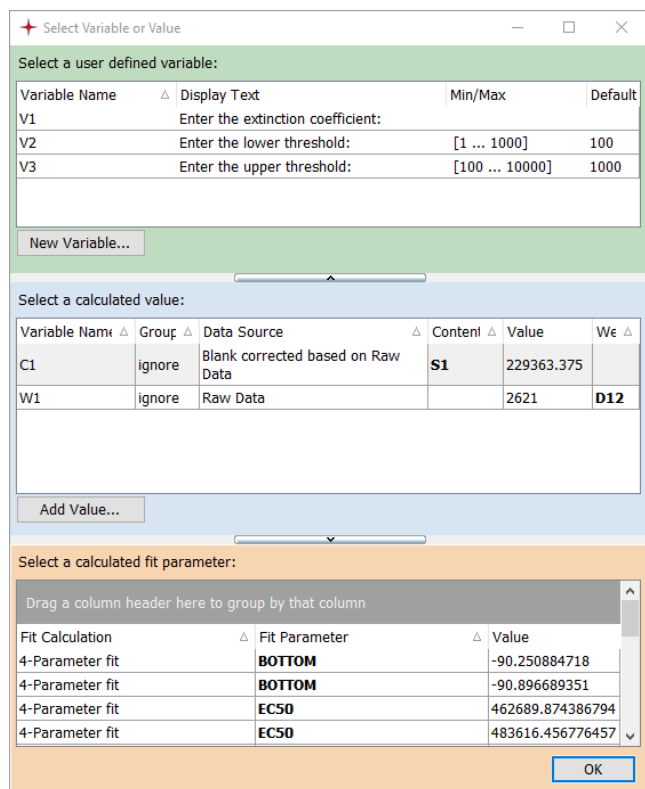 Select Variable or Value
Select a user defined variable:
Variable Name Display Text Min/Max Default
V1 Enter the extinction coefficient:
V2 Enter the lower threshold: [1 ... 1000] 100
V3 Enter the upper threshold: [100 ... 10000] 1000
New Variable...
Select a calculated value:
Variable Name Group Data Source Content Value We
C1 ignore Blank corrected based on Raw Data S1 229363.375
W1 ignore Raw Data 2621 D12
Add Value...
Select a calculated fit parameter:
Drag a column header here to group by that column
Fit Calculation Fit Parameter Value
4-Parameter fit BOTTOM -90.250884718
4-Parameter fit BOTTOM -90.896689351
4-Parameter fit EC50 462689.874386794
4-Parameter fit EC50 483616.456776457
OK